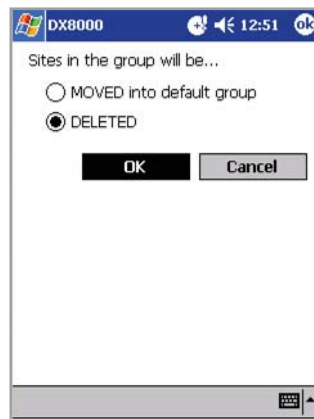 DX8000 12:51 ok
Sites in the group will be...
MOVED into default group
DELETED
OK Cancel